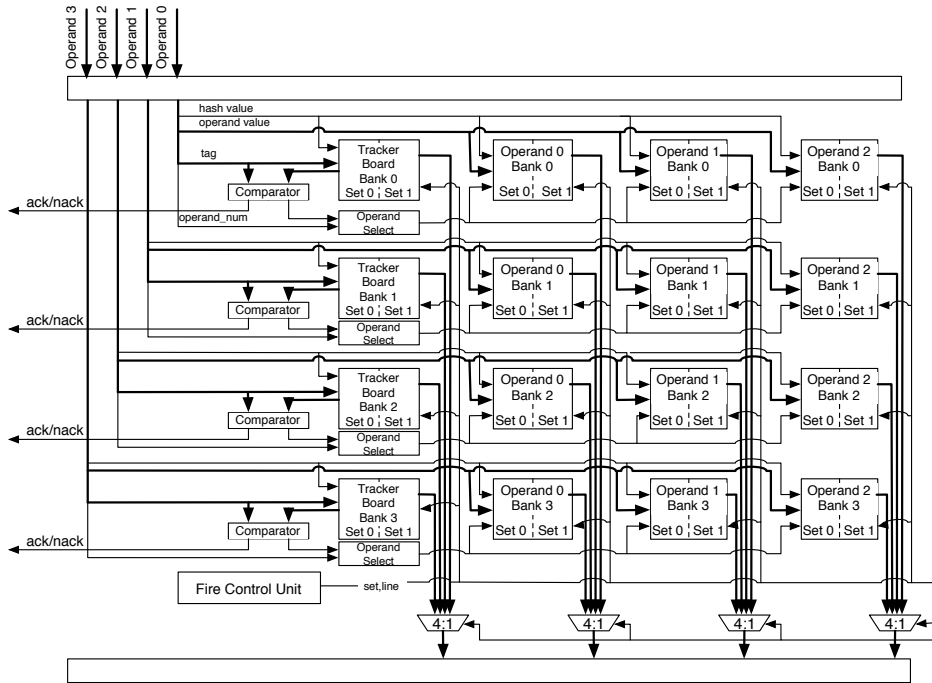 Operand 3
Operand 2
Operand 1
Operand 0
hash value
operand value
tag
Tracker
Board
Bank 0
Set 0 Set 1
Operand 0
Bank 0
Set 0 Set 1
Operand 1
Bank 0
Set 0 Set 1
Operand 2
Bank 0
Set 0 Set 1
Comparator
ack/nack
operand_num
Operand
Select
Tracker
Board
Bank 1
Set 0 Set 1
Operand 0
Bank 1
Set 0 Set 1
Operand 1
Bank 1
Set 0 Set 1
Operand 2
Bank 1
Set 0 Set 1
Comparator
ack/nack
Operand
Select
Tracker
Board
Bank 2
Set 0 Set 1
Operand 0
Bank 2
Set 0 Set 1
Operand 1
Bank 2
Set 0 Set 1
Operand 2
Bank 2
Set 0 Set 1
Comparator
ack/nack
Operand
Select
Tracker
Board
Bank 3
Set 0 Set 1
Operand 0
Bank 3
Set 0 Set 1
Operand 1
Bank 3
Set 0 Set 1
Operand 2
Bank 3
Set 0 Set 1
Comparator
ack/nack
Operand
Select
Fire Control Unit
set,line
4:1
4:1
4:1
4:1